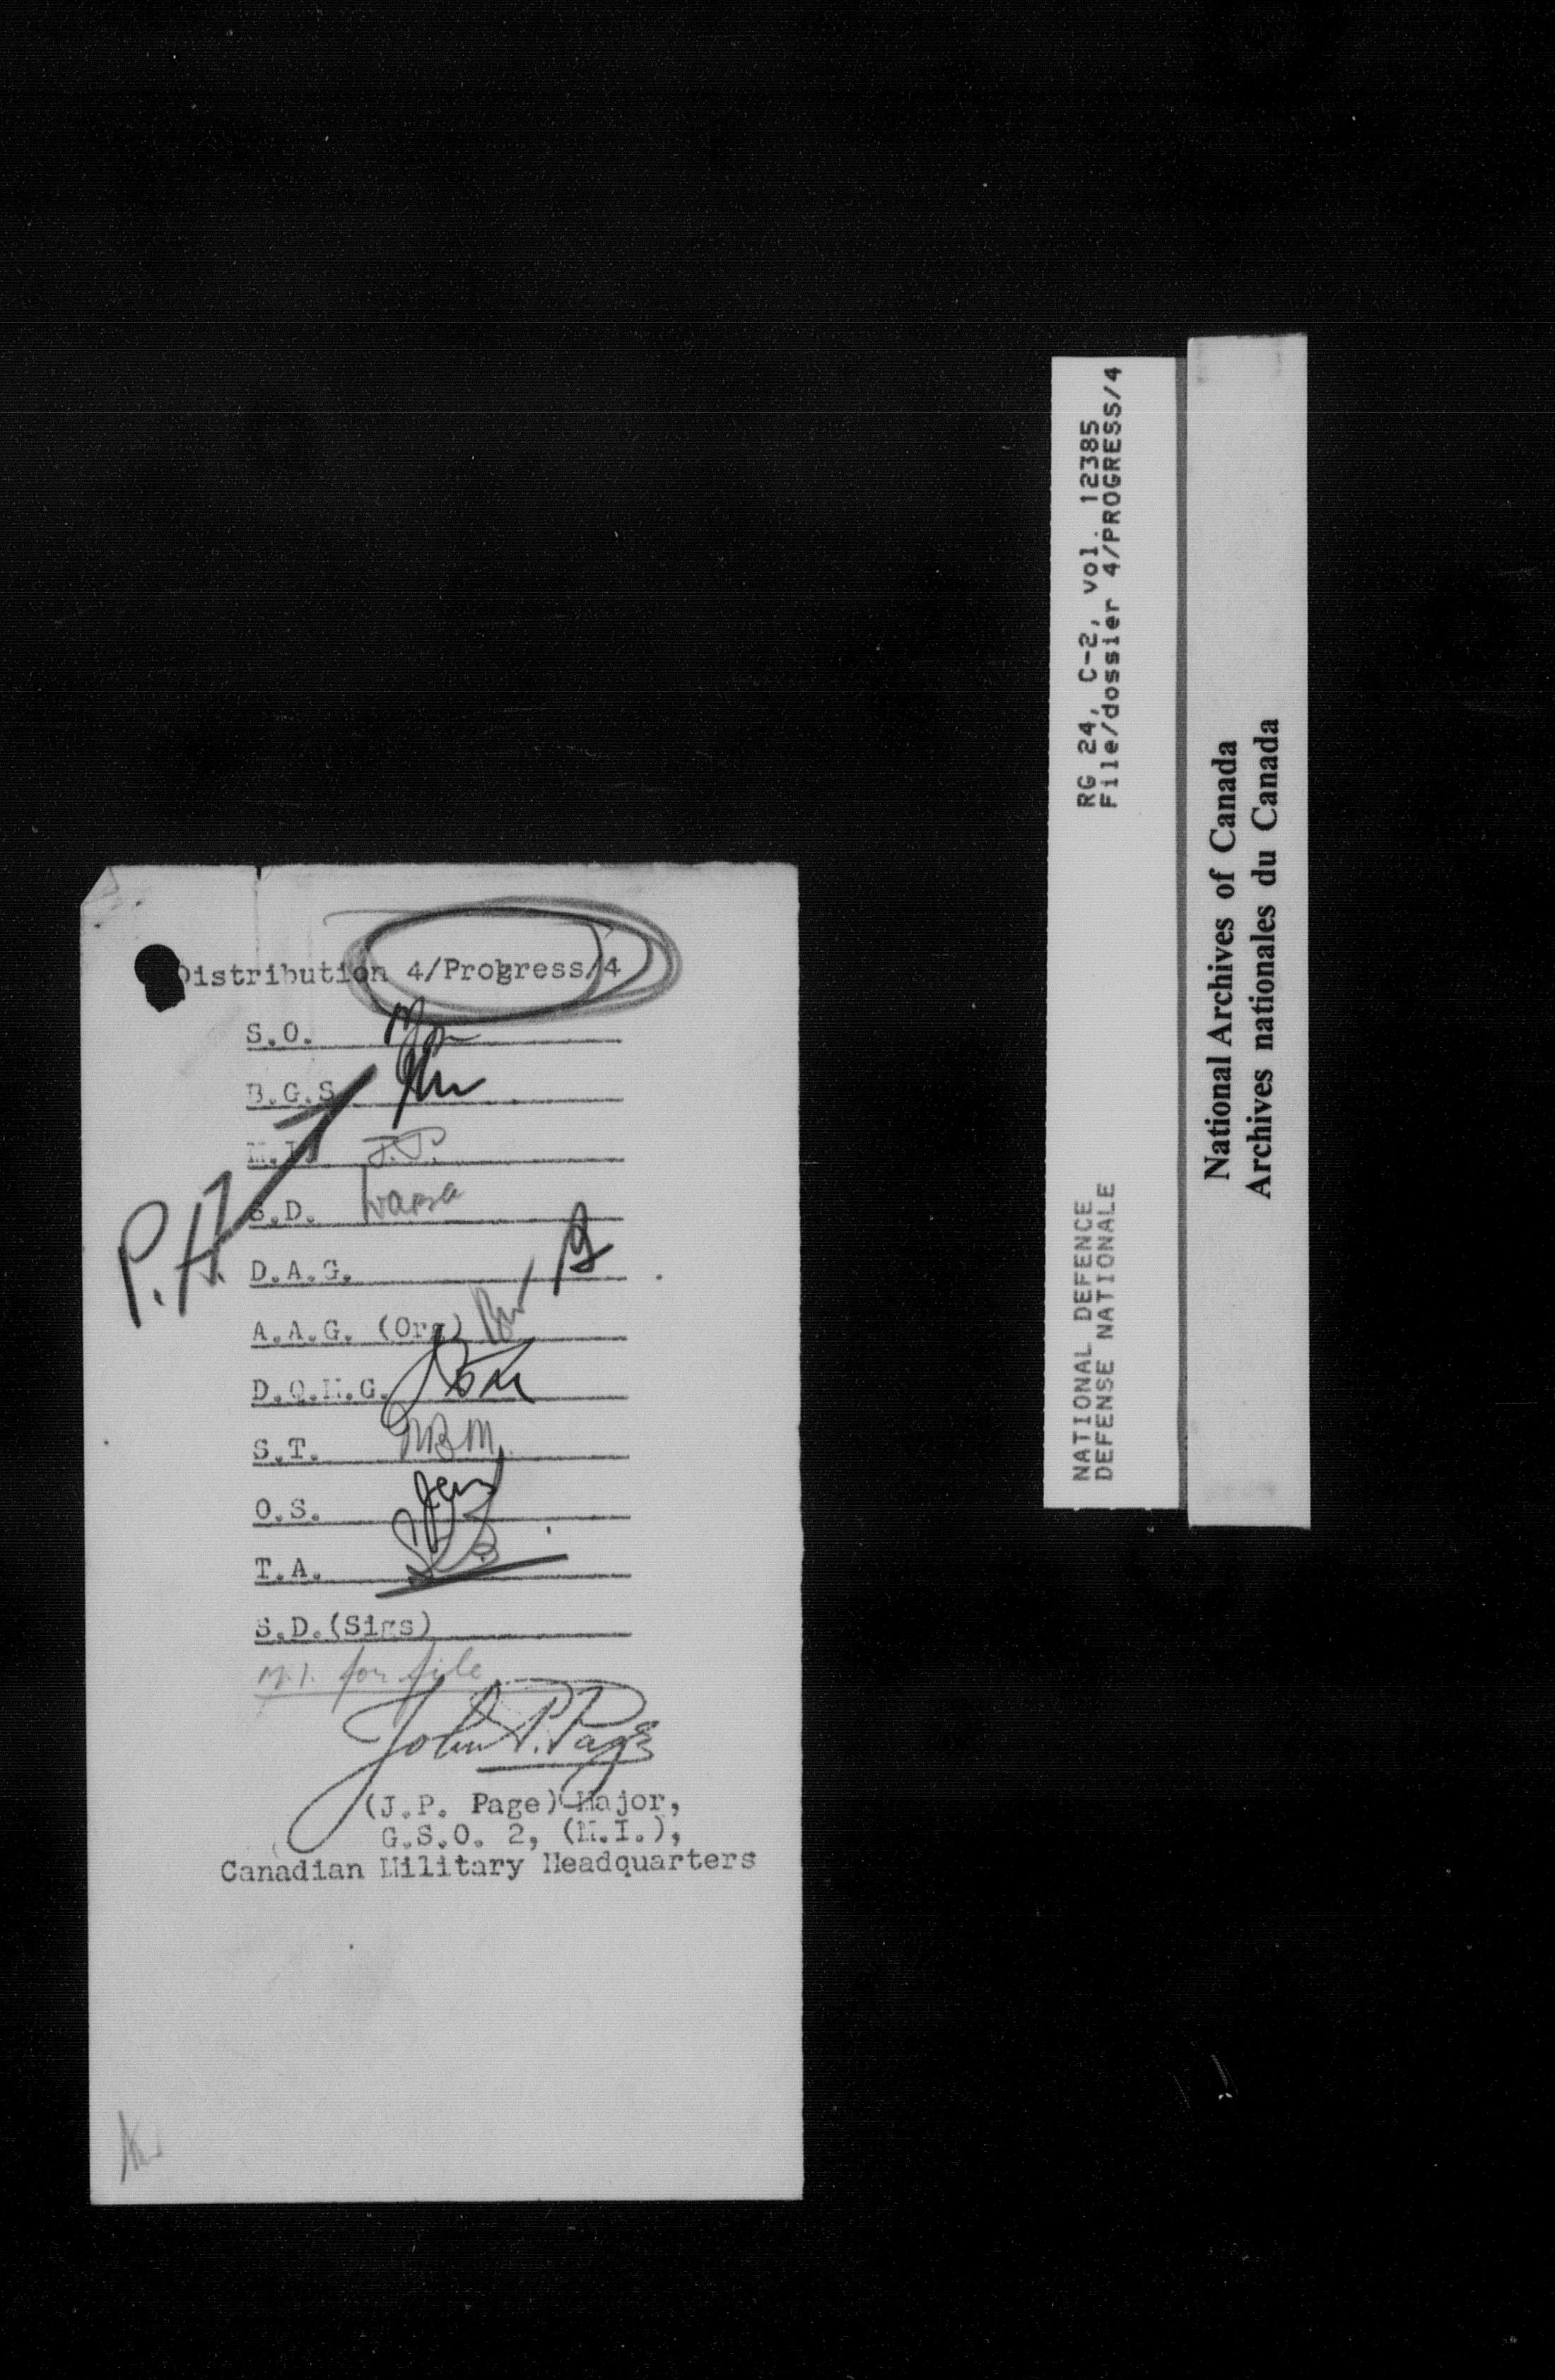 Distribution 4/Progress/4
S.O.
B.G.S.
M.I. J.P.
S.D.
P.A.
D.A.G.
A.A.G. (Org)
D.Q.M.G.
S.T. MBM
O.S.
T.A.
S.D.(Sigs)
M.I. for file
John P. Page
(J.P. Page) Major,
G.S.O. 2, (M.I.),
Canadian Military Headquarters
RG 24, C-2, vol. 12385
File/dossier 4/PROGRESS/4
NATIONAL DEFENCE
DEFENSE NATIONALE
National Archives of Canada
Archives nationales du Canada